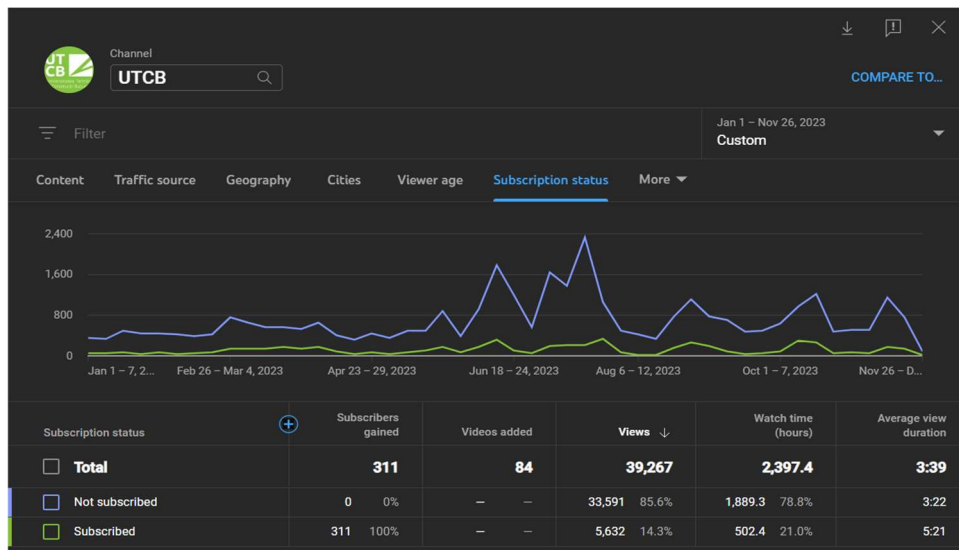 UT
CB
Channel
UTCB
COMPARE TO...
Filter
Jan 1 – Nov 26, 2023
Custom
Content Traffic source Geography Cities Viewer age Subscription status More
2,400
1,600
800
0
Jan 1 – 7, 2... Feb 26 – Mar 4, 2023 Apr 23 – 29, 2023 Jun 18 – 24, 2023 Aug 6 – 12, 2023 Oct 1 – 7, 2023 Nov 26 – D...
Subscription status Subscribers gained Videos added Views Watch time (hours) Average view duration
Total 311 84 39,267 2,397.4 3:39
Not subscribed 0 0% – – 33,591 85.6% 1,889.3 78.8% 3:22
Subscribed 311 100% – – 5,632 14.3% 502.4 21.0% 5:21